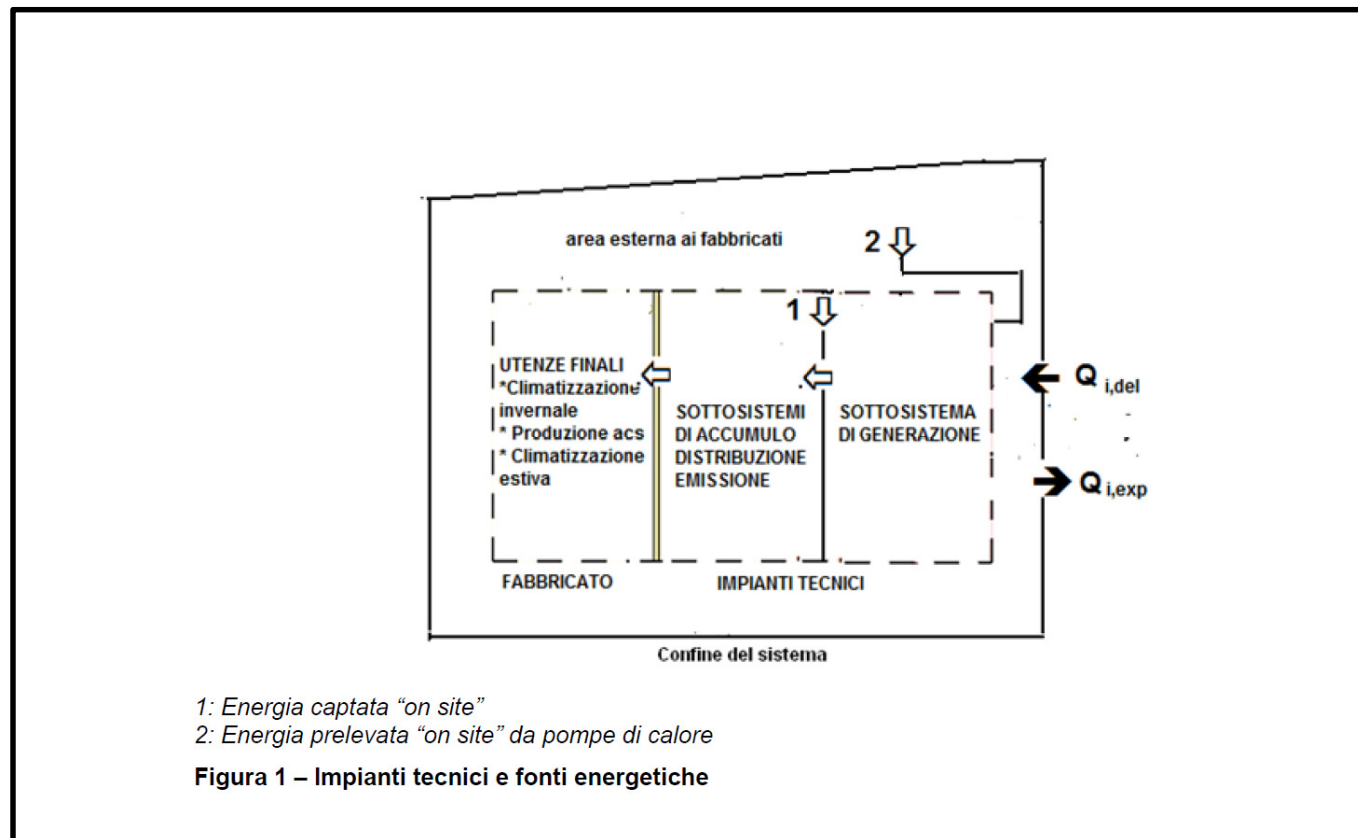 area esterna ai fabbricati
2
1
UTENZE FINALI
*Climatizzazione
invernale
* Produzione acs
* Climatizzazione
estiva
SOTTOSISTEMI
DI ACCUMULO
DISTRIBUZIONE
EMISSIONE
SOTTOSISTEMA
DI GENERAZIONE
Q i,del
Q i,exp
FABBRICATO
IMPIANTI TECNICI
Confine del sistema
1: Energia captata “on site”
2: Energia prelevata “on site” da pompe di calore
Figura 1 – Impianti tecnici e fonti energetiche